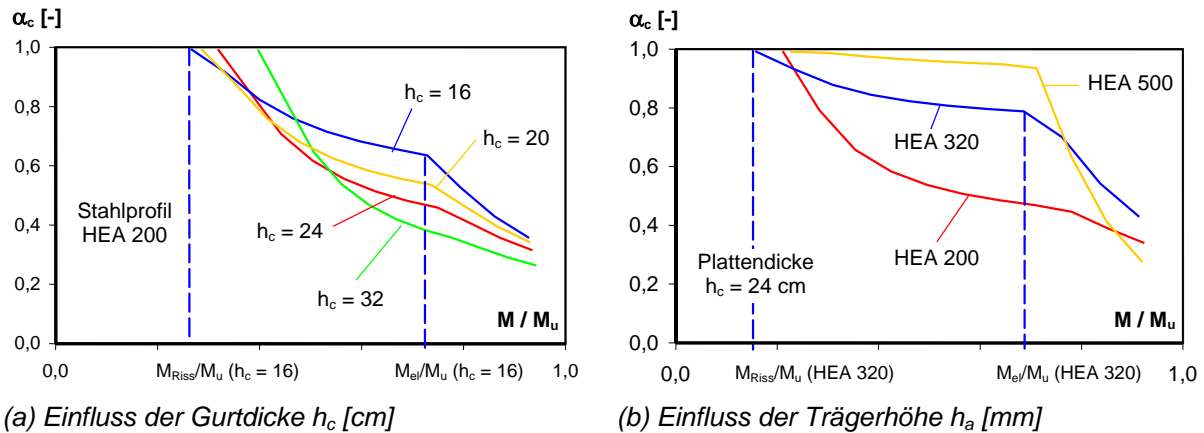 α_c [-]
1,0
0,8
0,6
0,4
0,2
0,0
h_c = 16
h_c = 20
Stahlprofil
HEA 200
h_c = 24
h_c = 32
M / M_u
0,0
M_Riss/M_u (h_c = 16)
M_el/M_u (h_c = 16)
1,0
(a) Einfluss der Gurtdicke h_c [cm]
α_c [-]
1,0
0,8
0,6
0,4
0,2
0,0
HEA 500
HEA 320
HEA 200
Plattendicke
h_c = 24 cm
M / M_u
0,0
M_Riss/M_u (HEA 320)
M_el/M_u (HEA 320)
1,0
(b) Einfluss der Trägerhöhe h_a [mm]